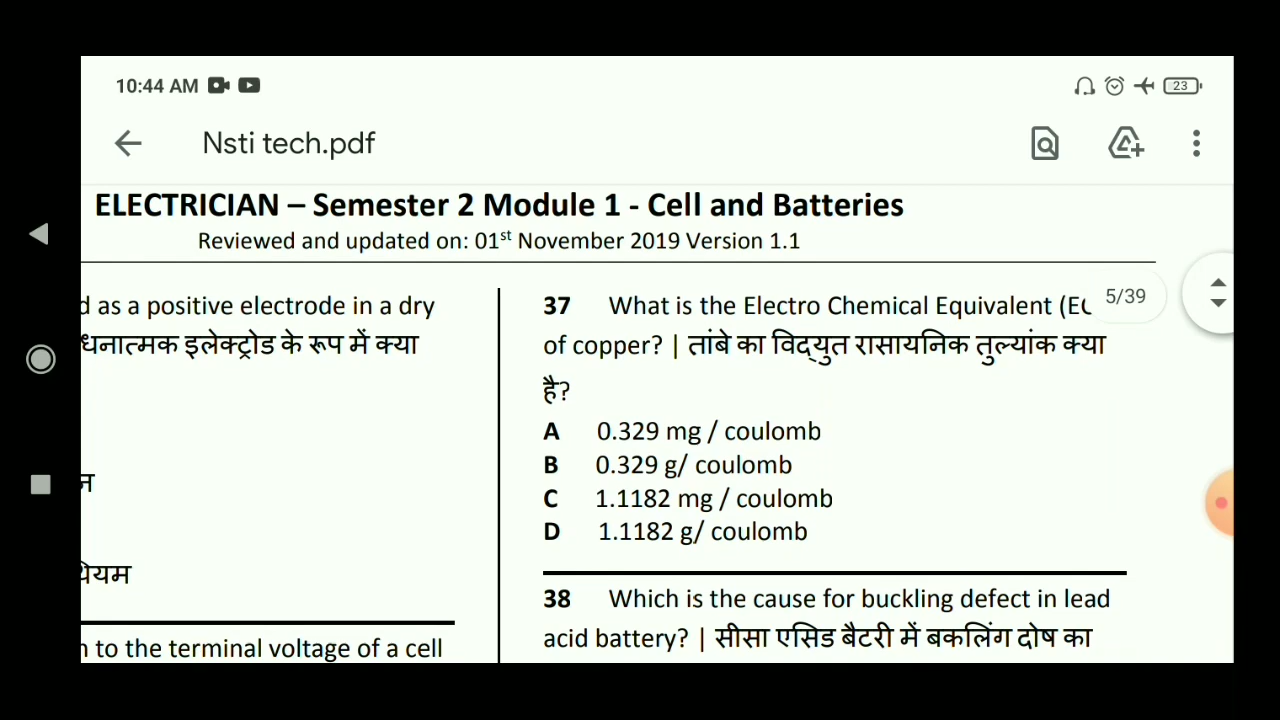 10:44 AM
23
Nsti tech.pdf
ELECTRICIAN – Semester 2 Module 1 - Cell and Batteries
Reviewed and updated on: 01st November 2019 Version 1.1
5/39
d as a positive electrode in a dry
धनात्मक इलेक्ट्रोड के रूप में क्या
न
थियम
n to the terminal voltage of a cell
37 What is the Electro Chemical Equivalent (EC
of copper? | तांबे का विद्युत रासायनिक तुल्यांक क्या
है?
A 0.329 mg / coulomb
B 0.329 g/ coulomb
C 1.1182 mg / coulomb
D 1.1182 g/ coulomb
38 Which is the cause for buckling defect in lead
acid battery? | सीसा एसिड बैटरी में बकलिंग दोष का